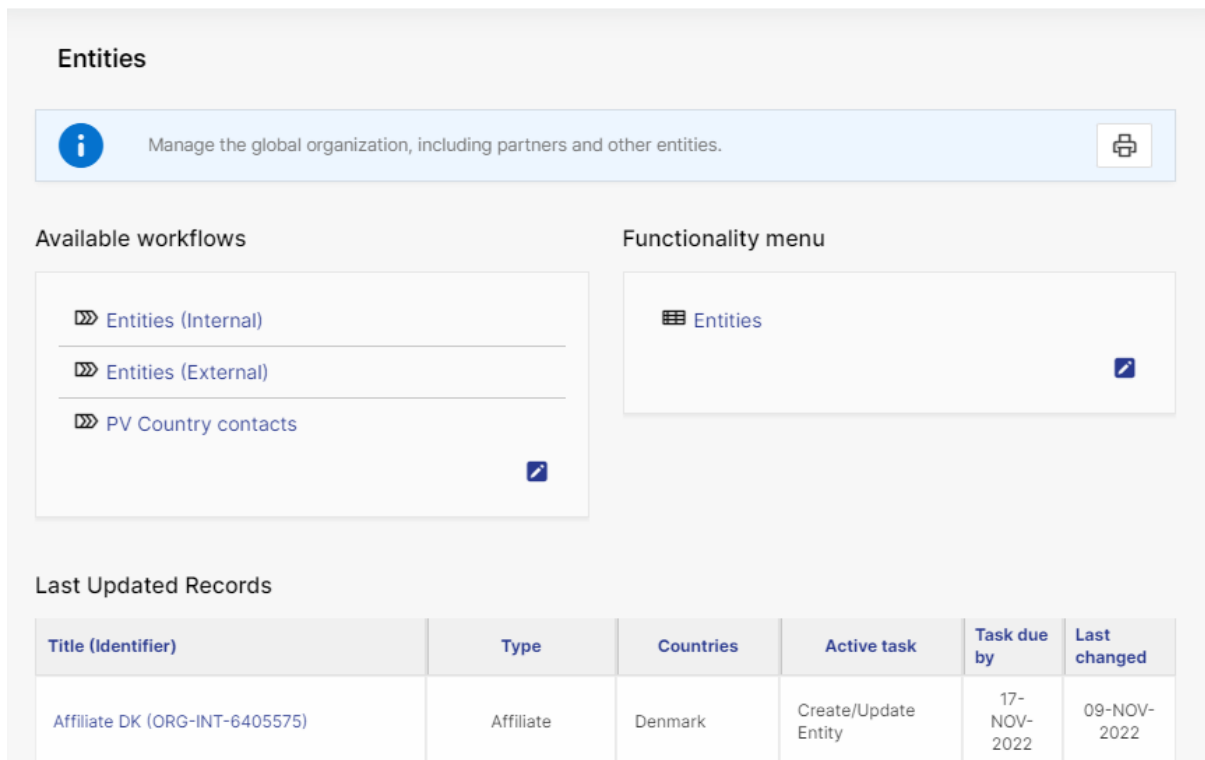 Entities
Manage the global organization, including partners and other entities.
Available workflows
Entities (Internal)
Entities (External)
PV Country contacts
Functionality menu
Entities
Last Updated Records
Title (Identifier) Type Countries Active task Task due by Last changed
Affiliate DK (ORG-INT-6405575) Affiliate Denmark Create/Update Entity 17-NOV-2022 09-NOV-2022